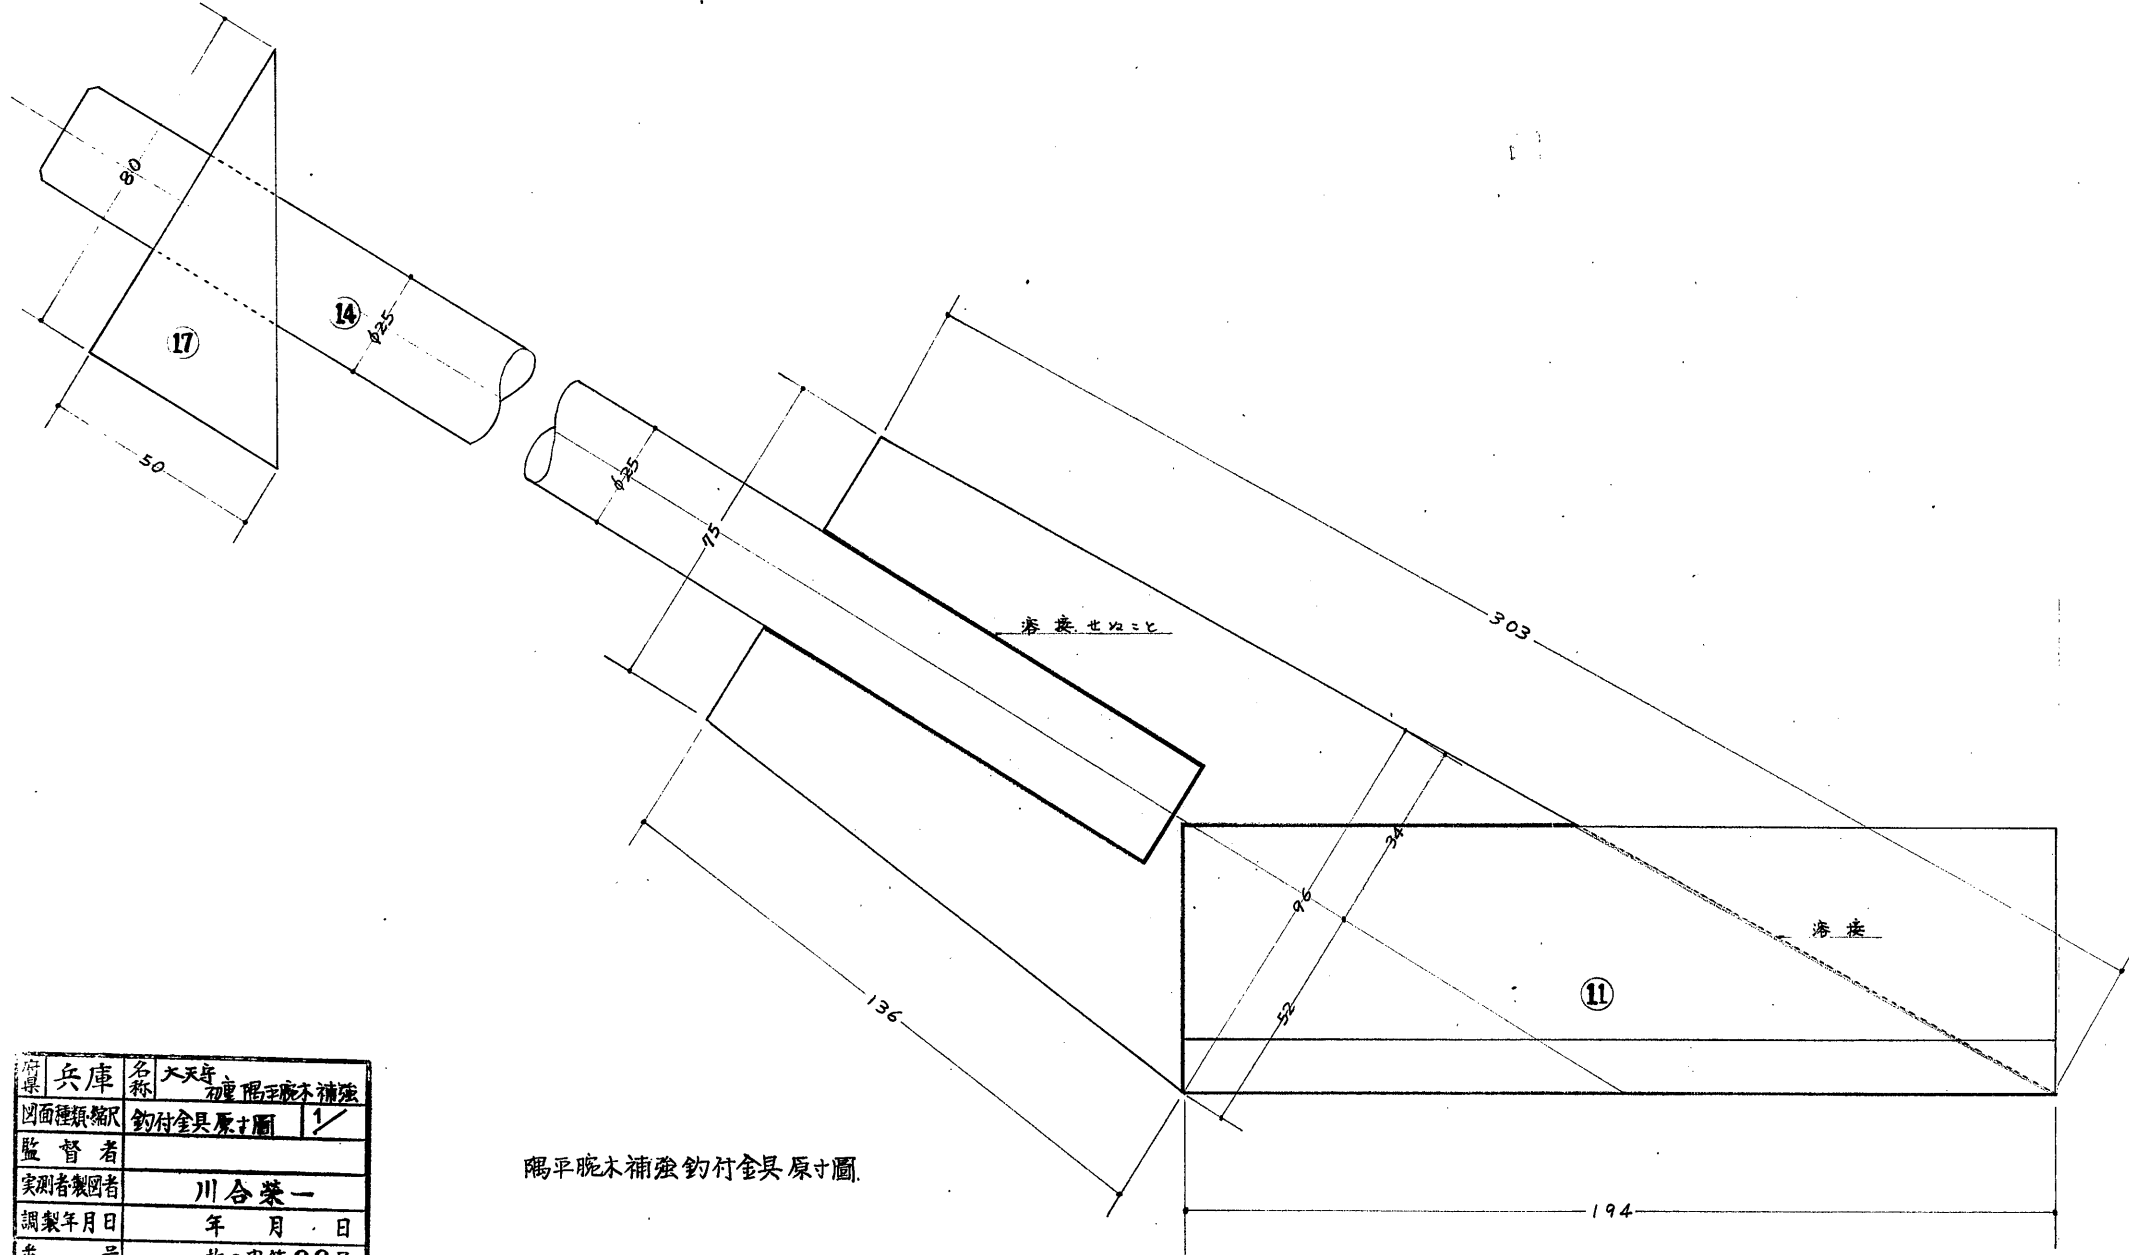 80
⑭
φ25
⑰
50
φ25
75
303
溶接せぬこと
34
96
溶接
⑪
52
136
194
隅平腕木補強釣付金具原寸圖.
府県 兵庫 名称 大天守 初重 隅平腕木補強
図面種類・縮尺 釣付金具原寸圖 1/
監督者
実測者・製図者 川合榮一
調製年月日 年 月 日